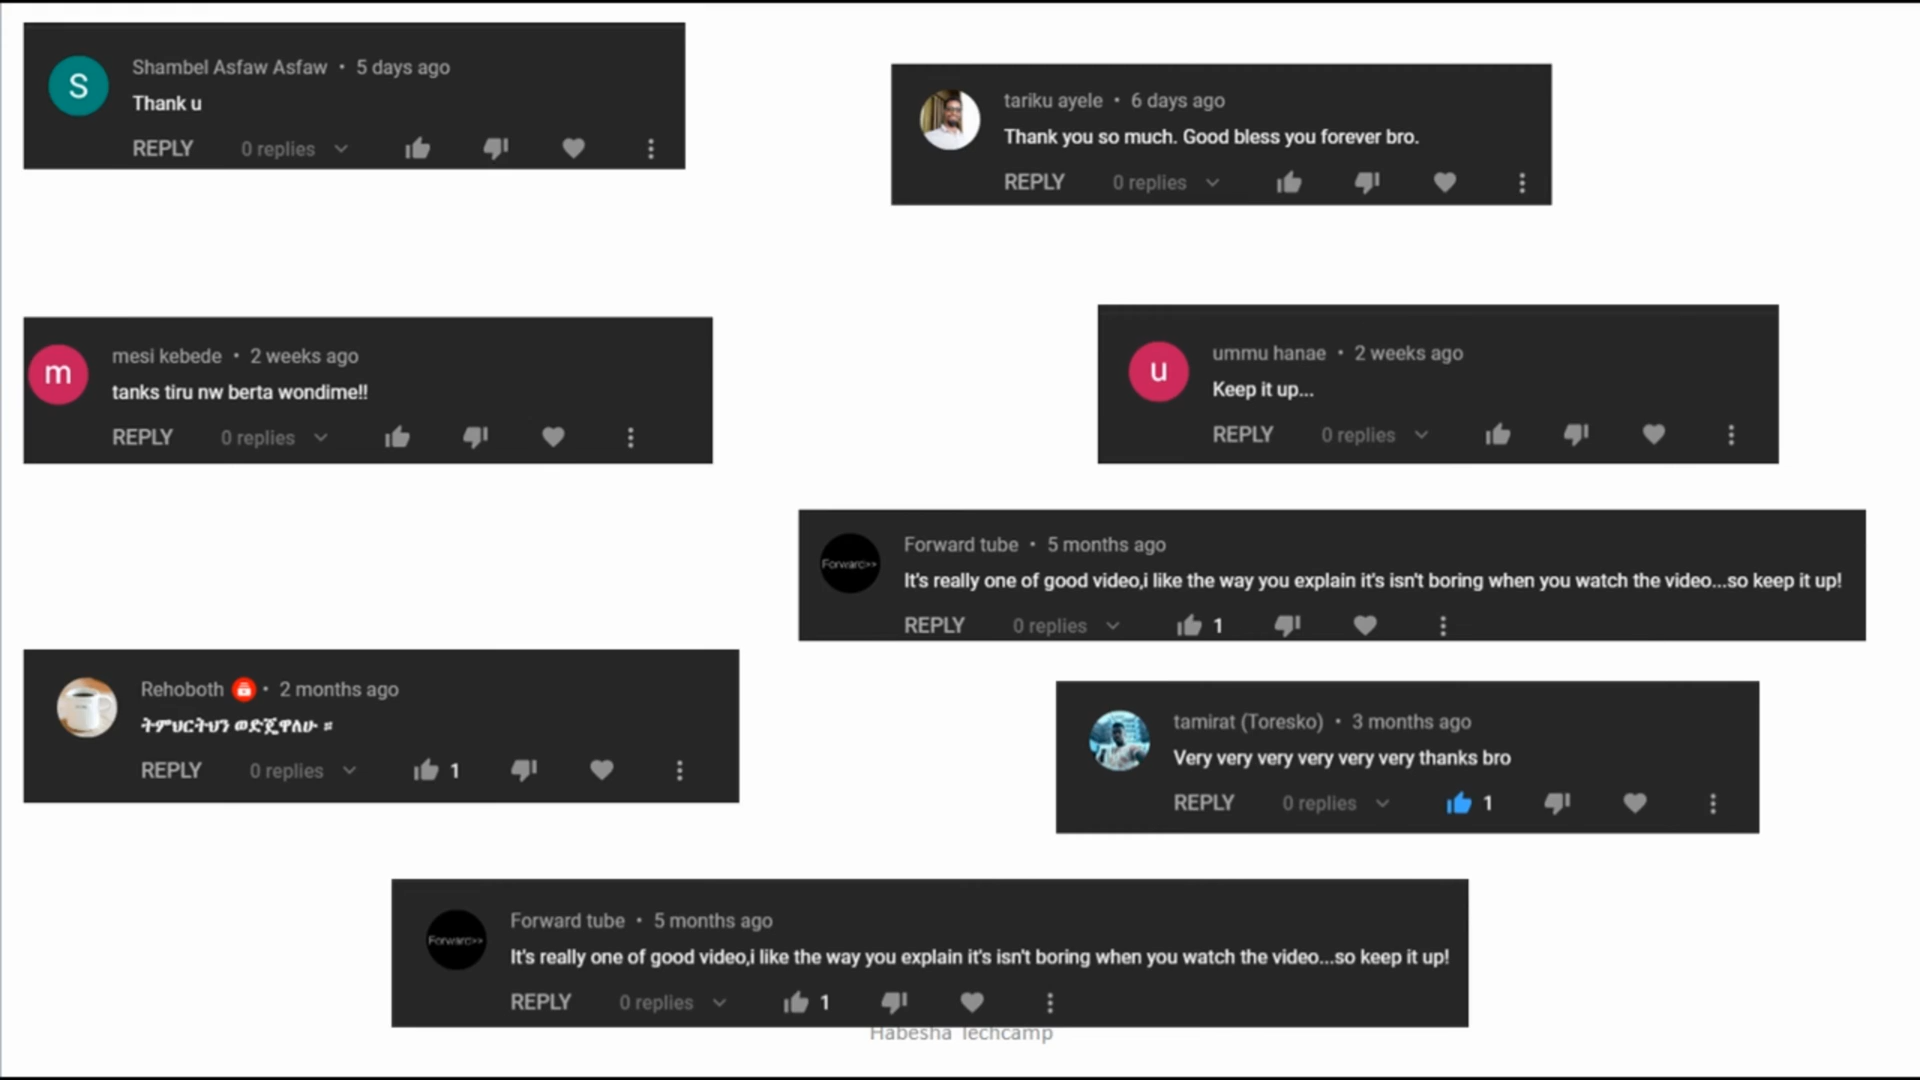 S
Shambel Asfaw Asfaw • 5 days ago
Thank u
REPLY 0 replies
tariku ayele • 6 days ago
Thank you so much. Good bless you forever bro.
REPLY 0 replies
m
mesi kebede • 2 weeks ago
tanks tiru nw berta wondime!!
REPLY 0 replies
u
ummu hanae • 2 weeks ago
Keep it up...
REPLY 0 replies
Forward>>
Forward tube • 5 months ago
It's really one of good video,i like the way you explain it's isn't boring when you watch the video...so keep it up!
REPLY 0 replies 1
Rehoboth • 2 months ago
ትምህርትህን ወድጄዋለሁ ።
REPLY 0 replies 1
tamirat (Toresko) • 3 months ago
Very very very very very very thanks bro
REPLY 0 replies 1
Forward>>
Forward tube • 5 months ago
It's really one of good video,i like the way you explain it's isn't boring when you watch the video...so keep it up!
REPLY 0 replies 1
Habesha Techcamp